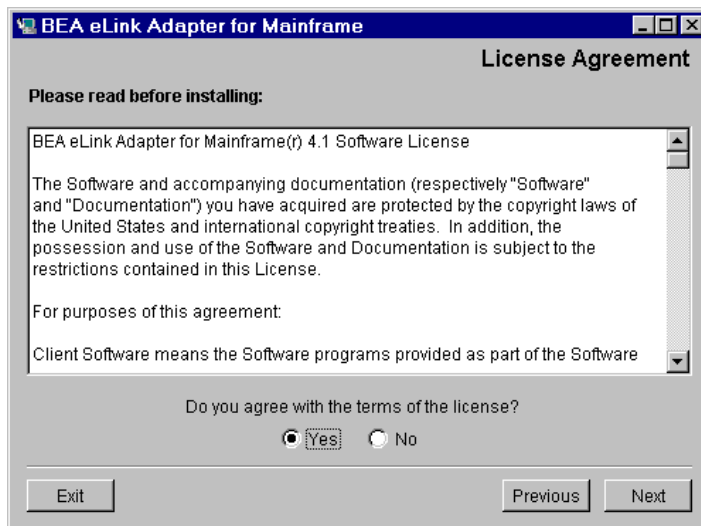 BEA eLink Adapter for Mainframe
License Agreement
Please read before installing:
BEA eLink Adapter for Mainframe(r) 4.1 Software License
The Software and accompanying documentation (respectively "Software"
and "Documentation") you have acquired are protected by the copyright laws of
the United States and international copyright treaties.  In addition, the
possession and use of the Software and Documentation is subject to the
restrictions contained in this License.
For purposes of this agreement:
Client Software means the Software programs provided as part of the Software
Do you agree with the terms of the license?
Yes No
Exit Previous Next